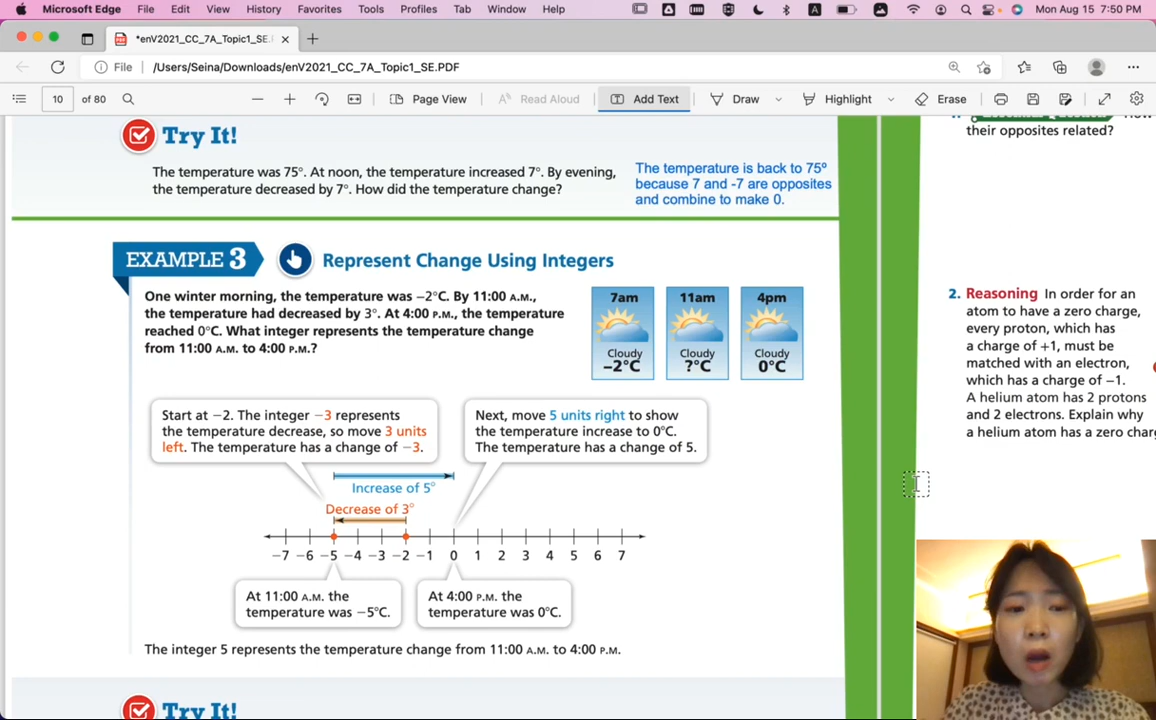 Microsoft Edge File Edit View History Favorites Tools Profiles Tab Window Help Mon Aug 15 7:50 PM
*enV2021_CC_7A_Topic1_SE.
File /Users/Seina/Downloads/enV2021_CC_7A_Topic1_SE.PDF
10 of 80 Page View Read Aloud Add Text Draw Highlight Erase
Try It!
The temperature was 75°. At noon, the temperature increased 7°. By evening,
the temperature decreased by 7°. How did the temperature change?
The temperature is back to 75º
because 7 and -7 are opposites
and combine to make 0.
EXAMPLE 3 Represent Change Using Integers
One winter morning, the temperature was −2°C. By 11:00 A.M.,
the temperature had decreased by 3°. At 4:00 P.M., the temperature
reached 0°C. What integer represents the temperature change
from 11:00 A.M. to 4:00 P.M.?
7am
Cloudy
−2°C
11am
Cloudy
?°C
4pm
Cloudy
0°C
Start at −2. The integer −3 represents
the temperature decrease, so move 3 units
left. The temperature has a change of −3.
Next, move 5 units right to show
the temperature increase to 0°C.
The temperature has a change of 5.
Increase of 5°
Decrease of 3°
−7 −6 −5 −4 −3 −2 −1 0 1 2 3 4 5 6 7
At 11:00 A.M. the
temperature was −5°C.
At 4:00 P.M. the
temperature was 0°C.
The integer 5 represents the temperature change from 11:00 A.M. to 4:00 P.M.
Try It!
their opposites related?
2. Reasoning In order for an
atom to have a zero charge,
every proton, which has
a charge of +1, must be
matched with an electron,
which has a charge of −1.
A helium atom has 2 protons
and 2 electrons. Explain why
a helium atom has a zero char